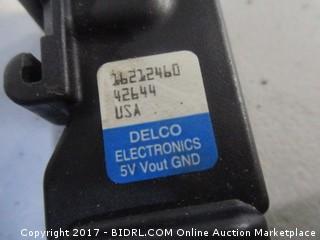 16212460
42644
USA
DELCO
ELECTRONICS
5V Vout GND
Copyright © 2017 - BIDRL.COM - Online Auction Marketplace